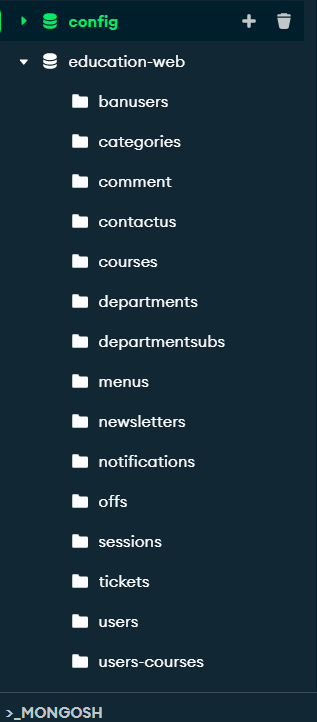 config
education-web
banusers
categories
comment
contactus
courses
departments
departmentsubs
menus
newsletters
notifications
offs
sessions
tickets
users
users-courses
>_MONGOSH